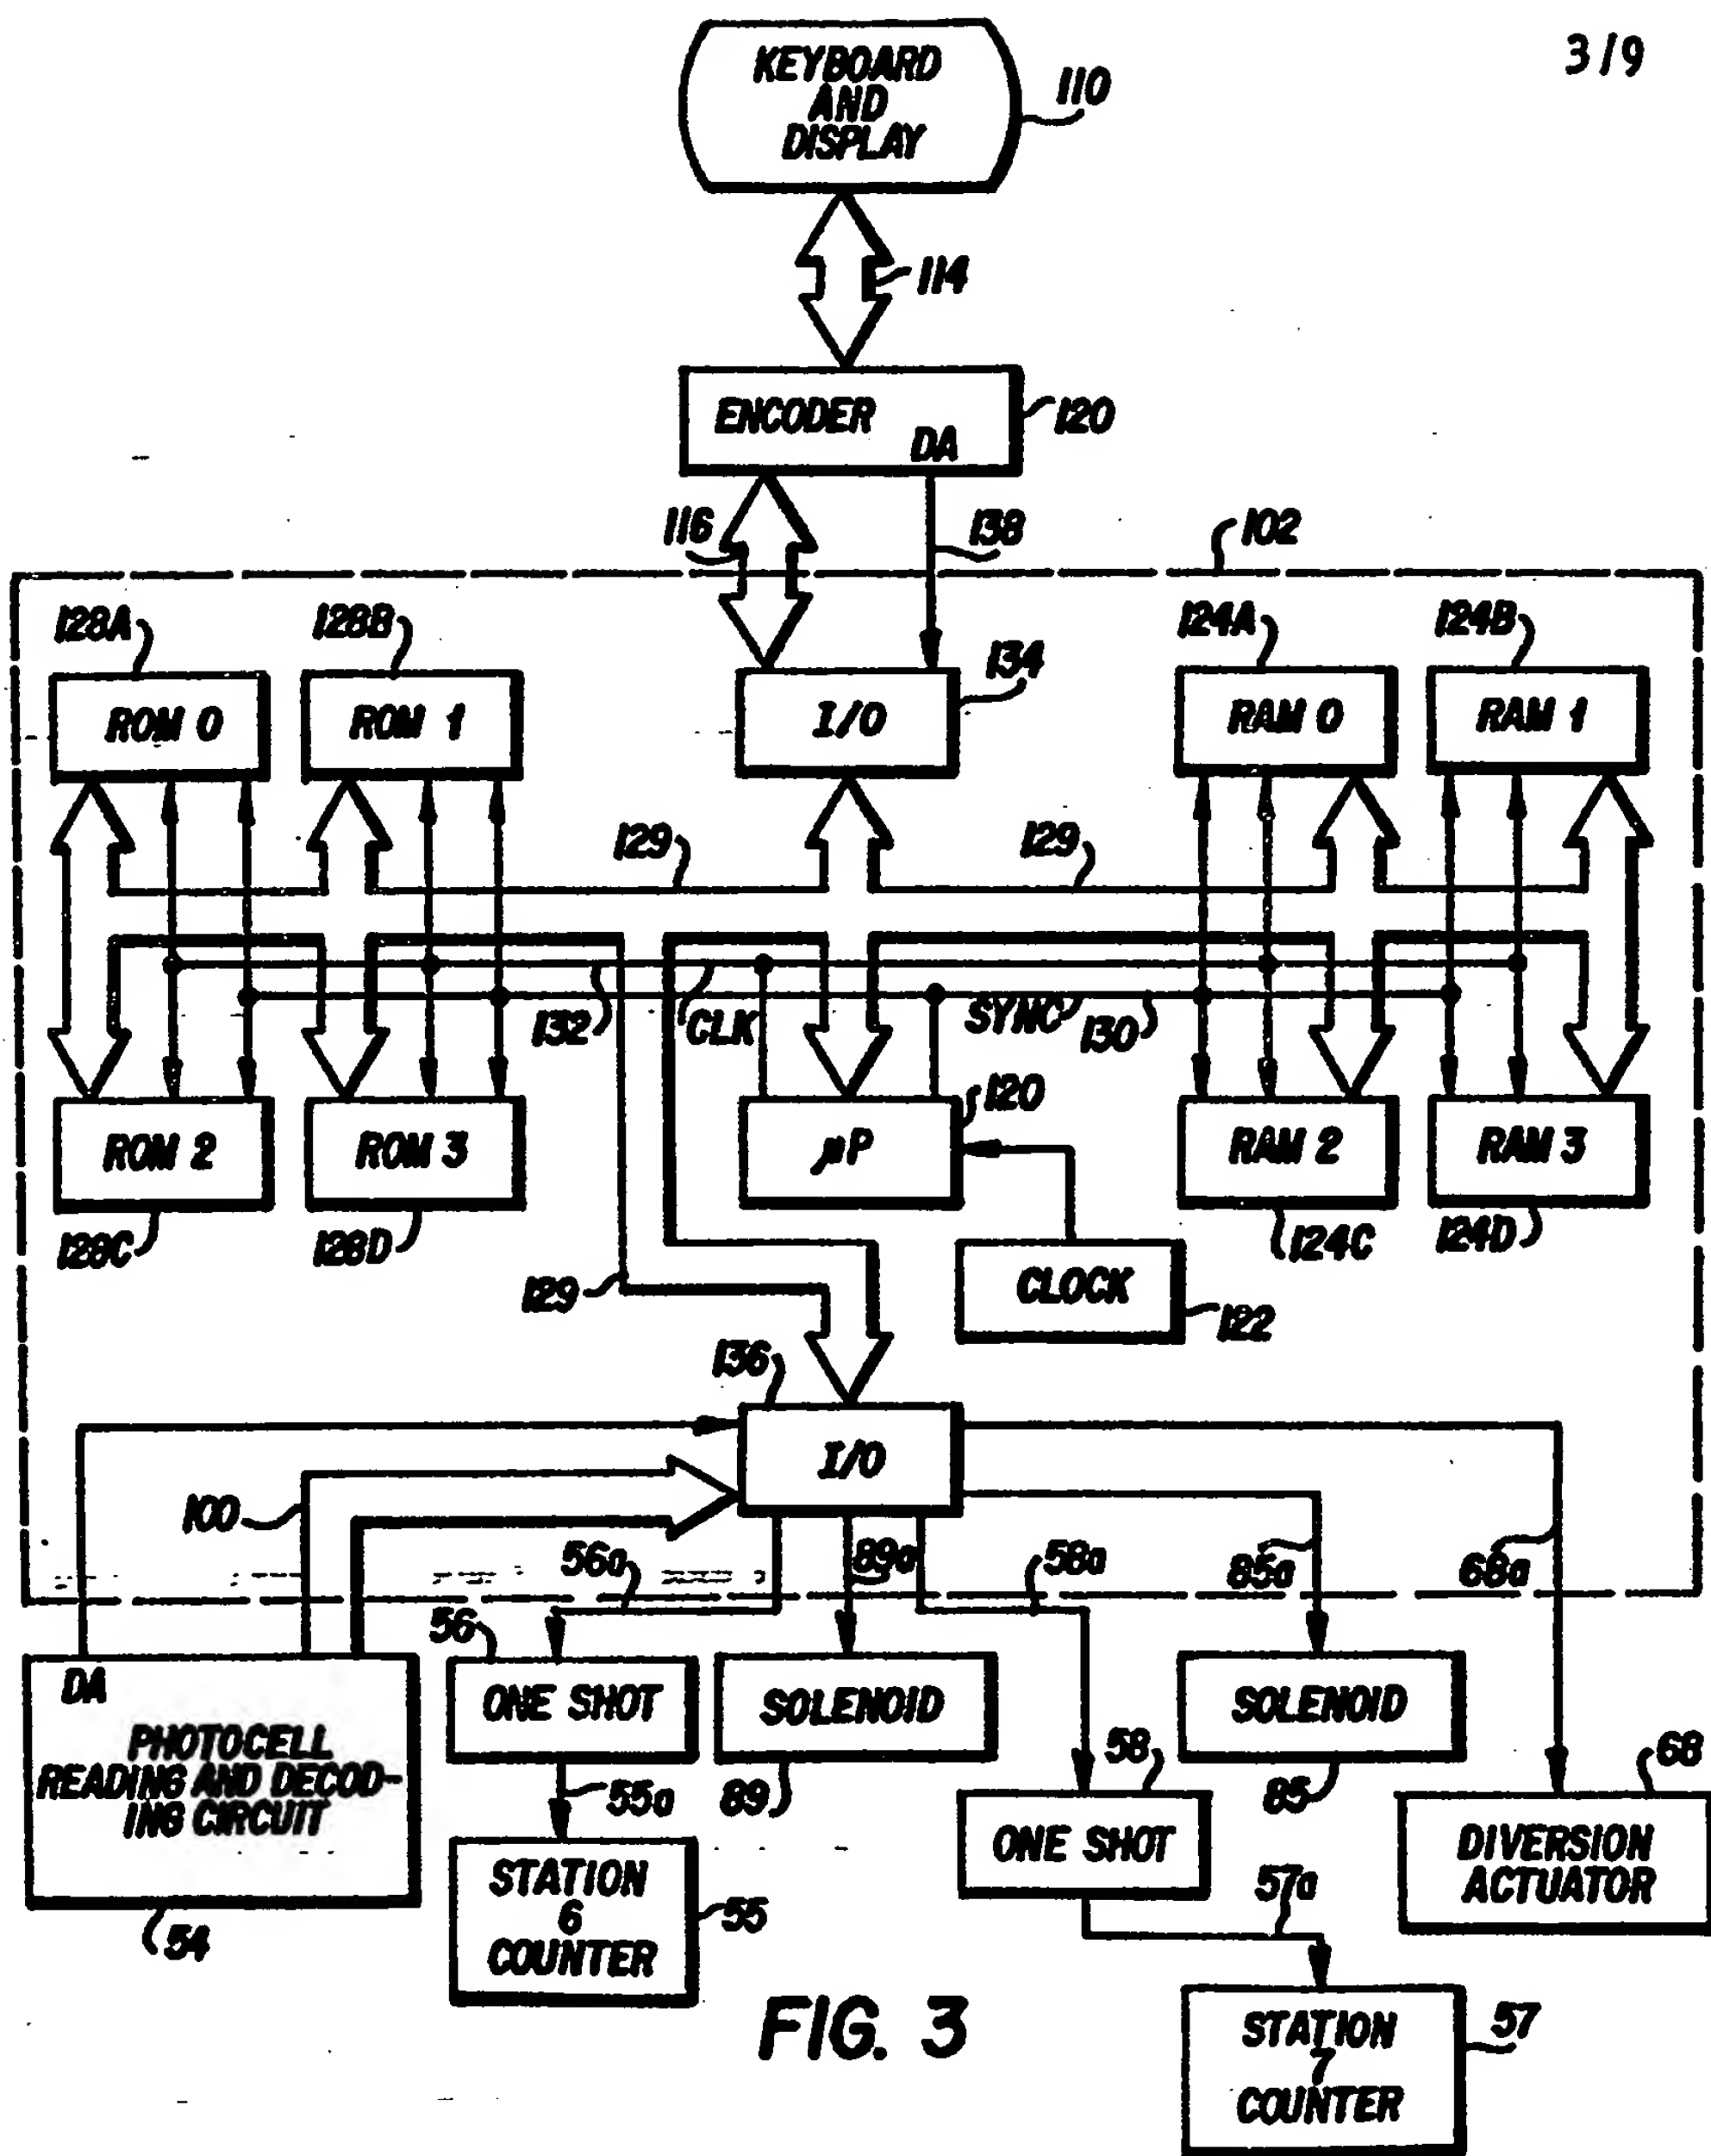 3/9
KEYBOARD
AND
DISPLAY
110
114
ENCODER
DA
120
116
138
102
128A
128B
124A
124B
134
ROM 0
ROM 1
I/O
RAM 0
RAM 1
129
129
132
CLK
SYNC
130
120
ROM 2
ROM 3
μP
RAM 2
RAM 3
128C
128D
124C
124D
129
CLOCK
122
136
I/O
100
56a
89a
58a
85a
68a
56
DA
PHOTOCELL
READING AND DECOD-
ING CIRCUIT
ONE SHOT
SOLENOID
SOLENOID
58
68
55a
89
85
54
STATION
6
COUNTER
55
ONE SHOT
57a
DIVERSION
ACTUATOR
FIG. 3
STATION
7
COUNTER
57